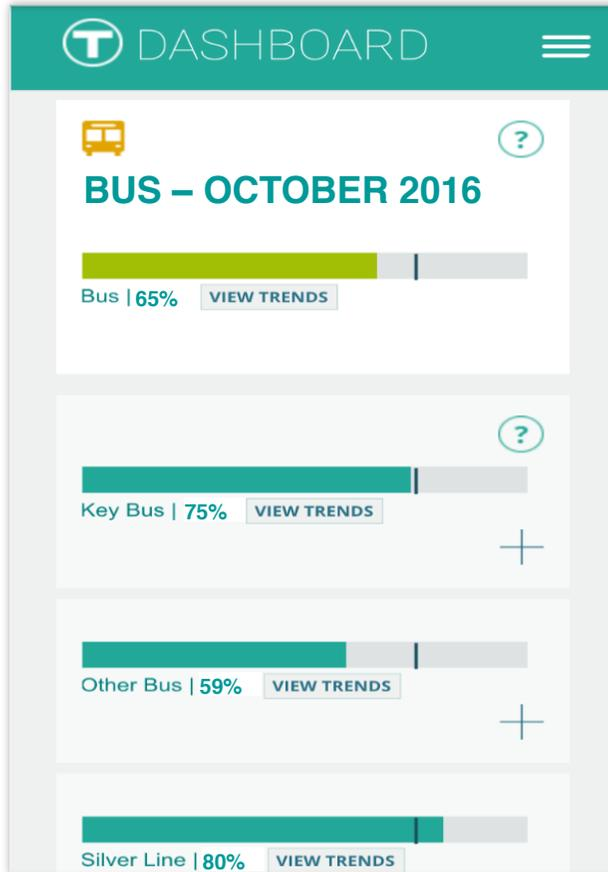 T DASHBOARD
?
BUS – OCTOBER 2016
Bus | 65% VIEW TRENDS
?
Key Bus | 75% VIEW TRENDS
Other Bus | 59% VIEW TRENDS
Silver Line | 80% VIEW TRENDS